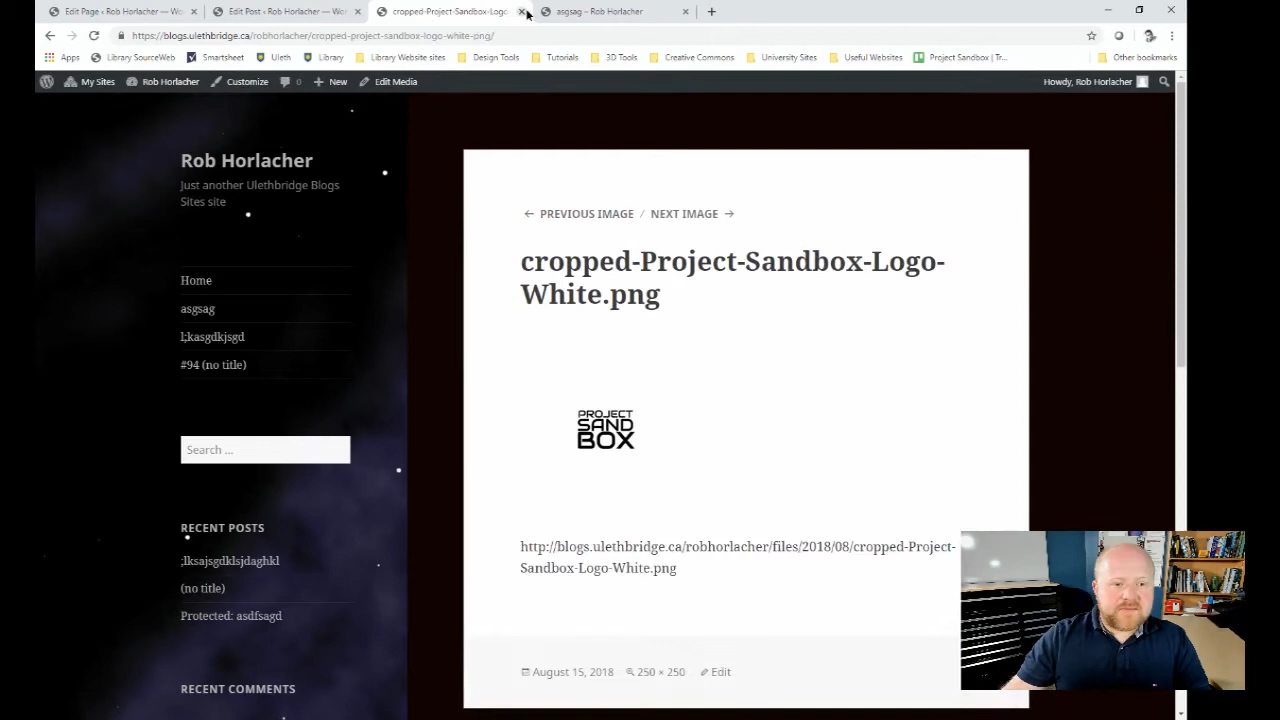 Edit Page ‹ Rob Horlacher — Wo
Edit Post ‹ Rob Horlacher — Wor
cropped-Project-Sandbox-Logo
asgsag – Rob Horlacher
https://blogs.ulethbridge.ca/robhorlacher/cropped-project-sandbox-logo-white-png/
Apps
Library SourceWeb
Smartsheet
Uleth
Library
Library Website sites
Design Tools
Tutorials
3D Tools
Creative Commons
University Sites
Useful Websites
Project Sandbox | Tr...
Other bookmarks
My Sites
Rob Horlacher
Customize
0
New
Edit Media
Howdy, Rob Horlacher
Rob Horlacher
Just another Ulethbridge Blogs
Sites site
Home
asgsag
l;kasgdkjsgd
#94 (no title)
Search ...
RECENT POSTS
;lksajsgdklsjdaghkl
(no title)
Protected: asdfsagd
RECENT COMMENTS
← PREVIOUS IMAGE / NEXT IMAGE →
cropped-Project-Sandbox-Logo-
White.png
PROJECT
SAND
BOX
http://blogs.ulethbridge.ca/robhorlacher/files/2018/08/cropped-Project-
Sandbox-Logo-White.png
August 15, 2018
250 × 250
Edit